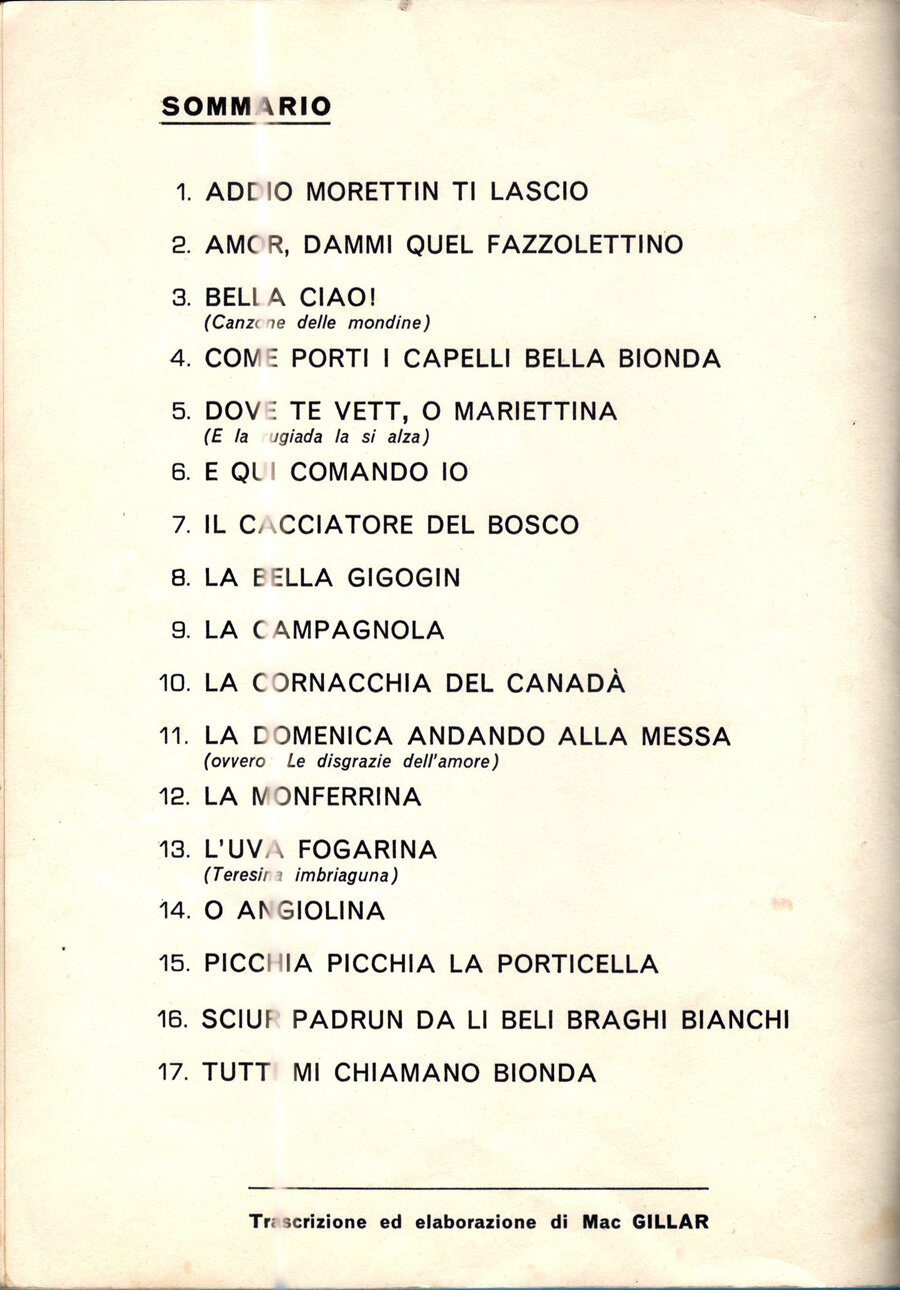 SOMMARIO
1. ADDIO MORETTIN TI LASCIO
2. AMOR, DAMMI QUEL FAZZOLETTINO
3. BELLA CIAO!
(Canzone delle mondine)
4. COME PORTI I CAPELLI BELLA BIONDA
5. DOVE TE VETT, O MARIETTINA
(E la rugiada la si alza)
6. E QUI COMANDO IO
7. IL CACCIATORE DEL BOSCO
8. LA BELLA GIGOGIN
9. LA CAMPAGNOLA
10. LA CORNACCHIA DEL CANADÀ
11. LA DOMENICA ANDANDO ALLA MESSA
(ovvero Le disgrazie dell'amore)
12. LA MONFERRINA
13. L'UVA FOGARINA
(Teresina imbriaguna)
14. O ANGIOLINA
15. PICCHIA PICCHIA LA PORTICELLA
16. SCIUR PADRUN DA LI BELI BRAGHI BIANCHI
17. TUTTI MI CHIAMANO BIONDA
Trascrizione ed elaborazione di Mac GILLAR